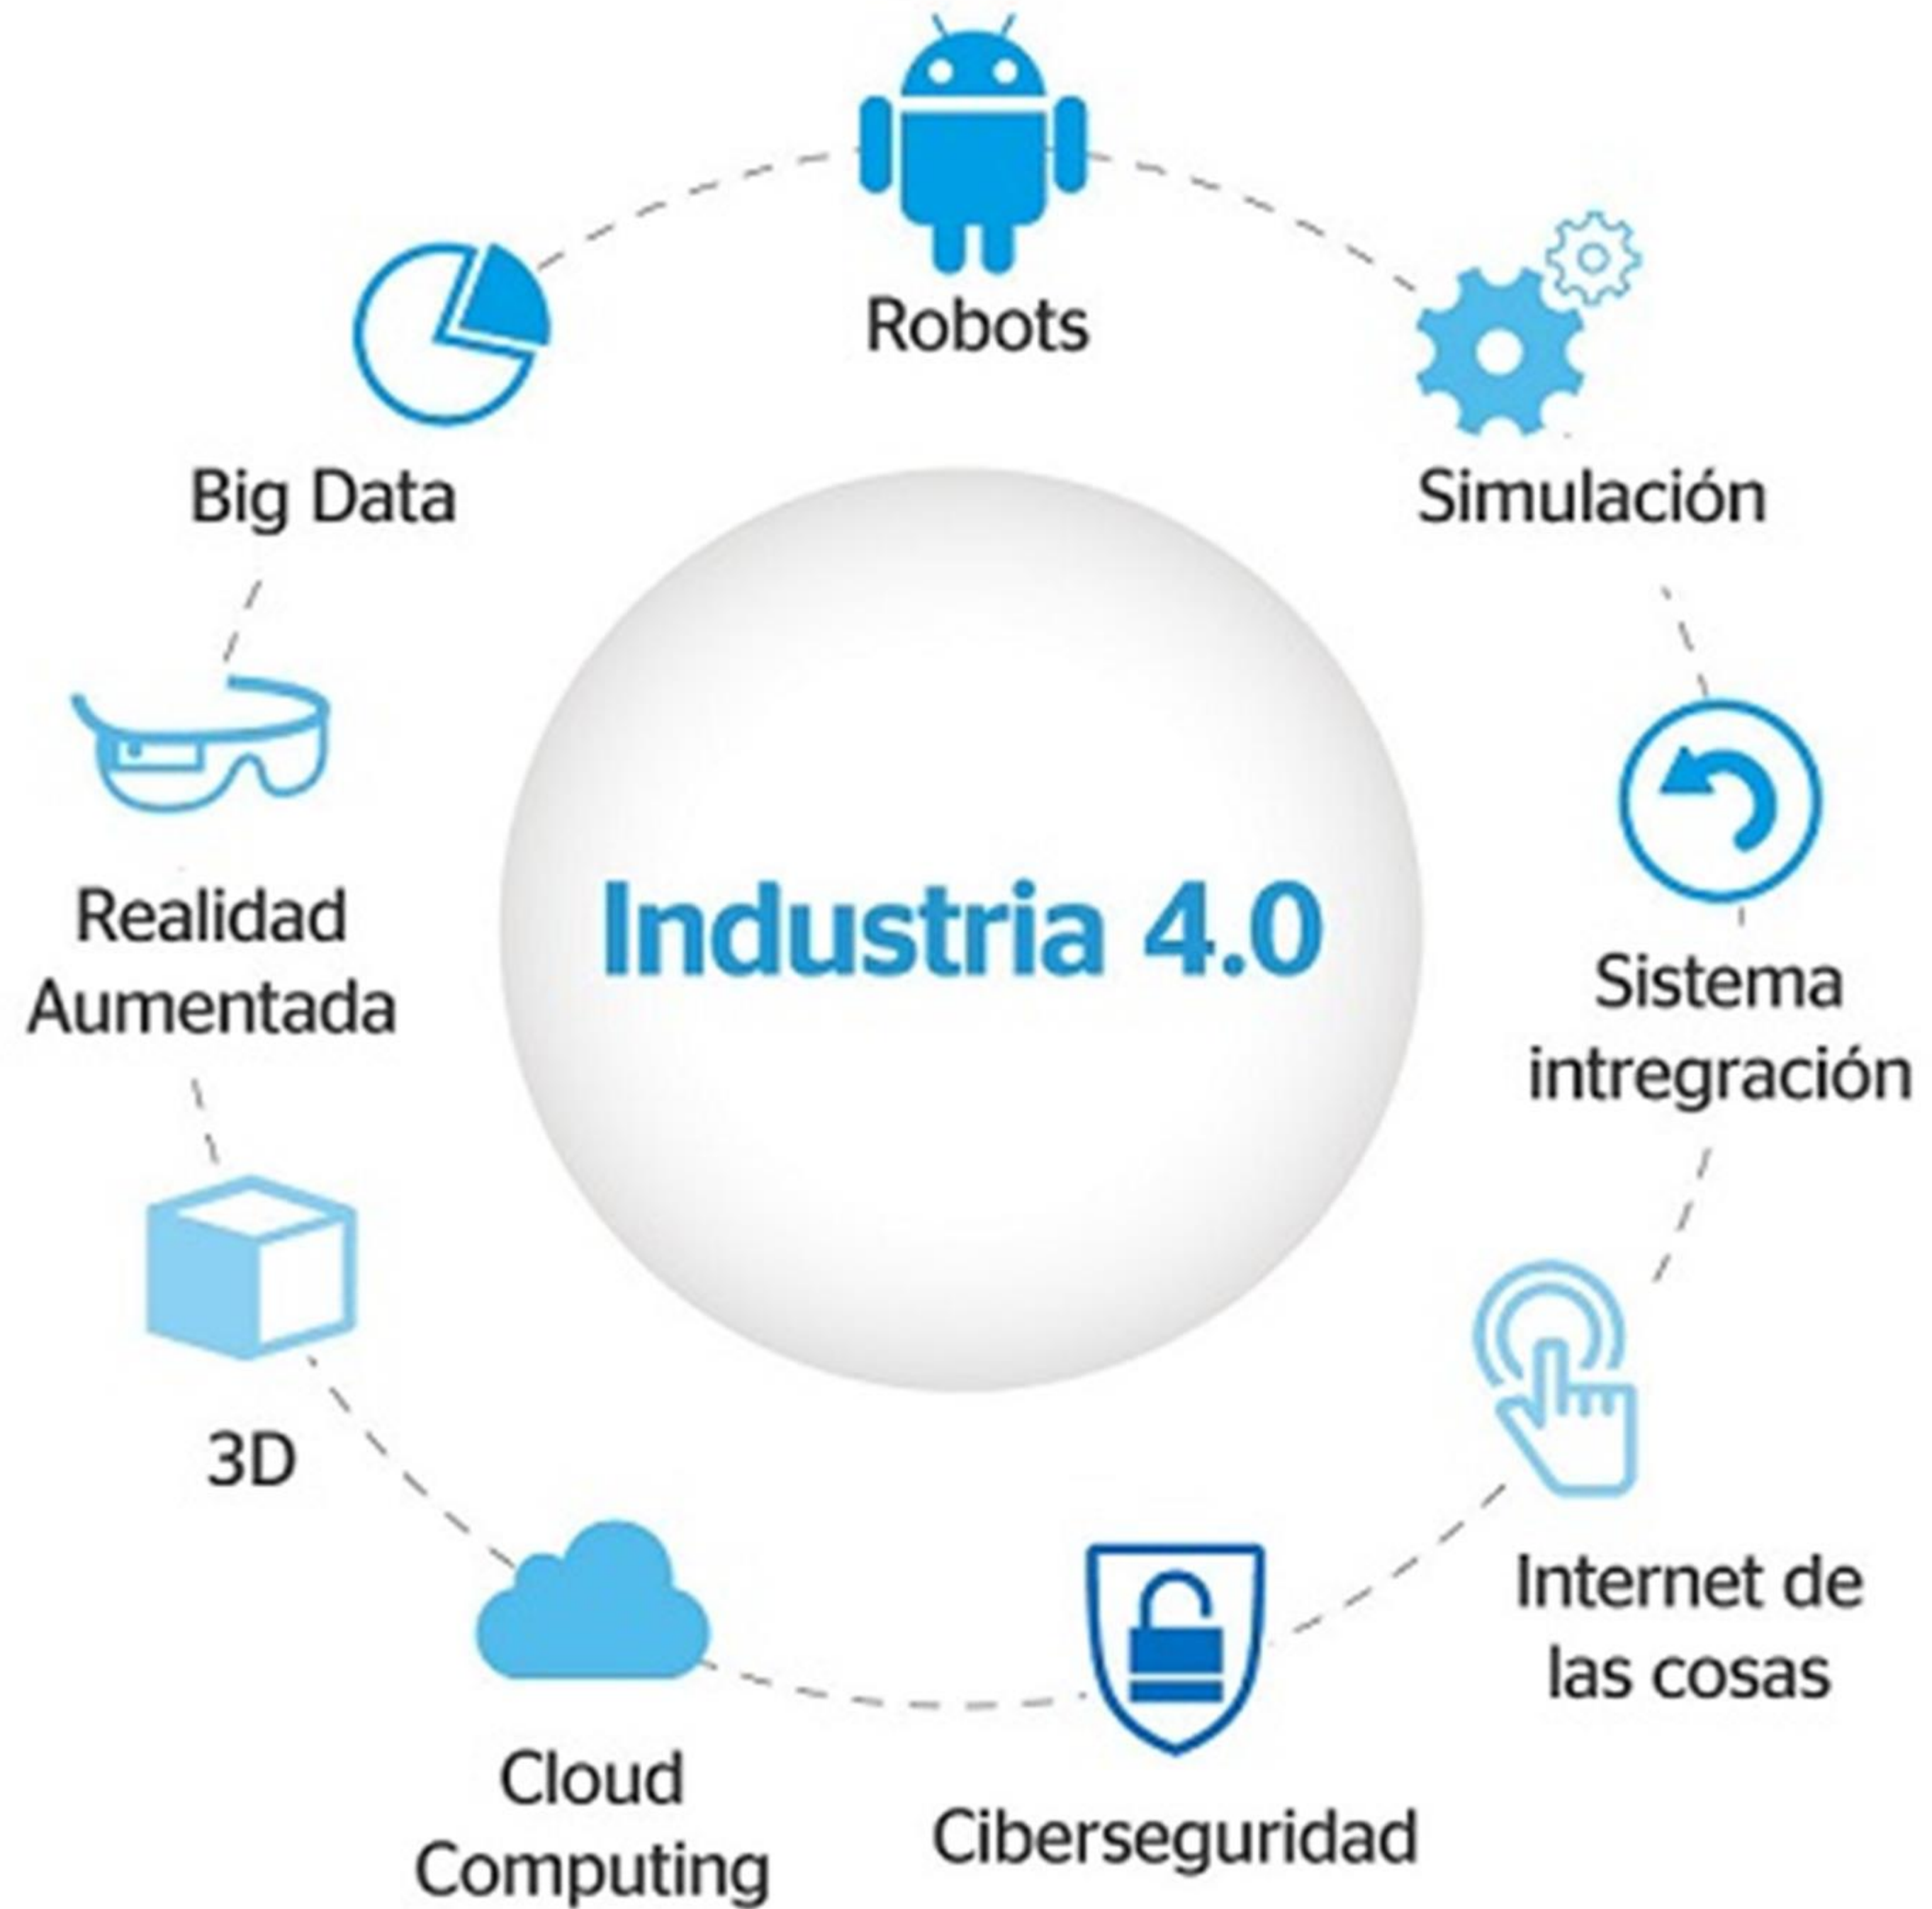 Robots
Big Data
Simulación
Realidad
Aumentada
Industria 4.0
Sistema
intregración
3D
Internet de
las cosas
Cloud
Computing
Ciberseguridad